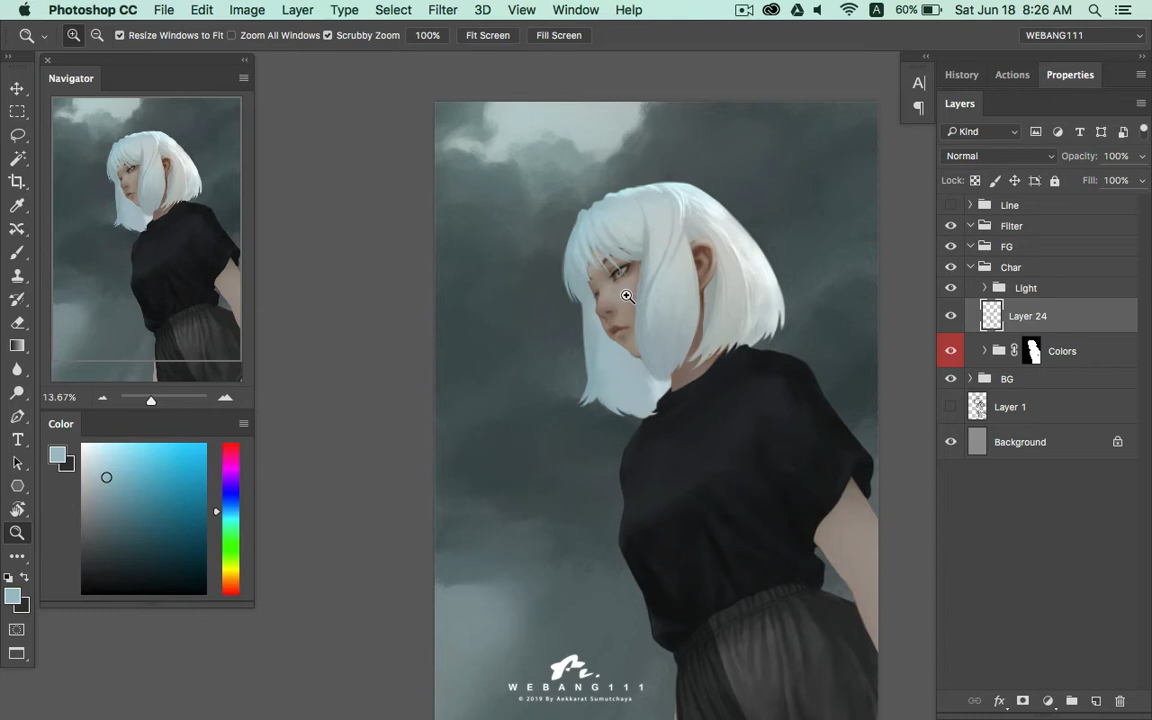 Photoshop CC File Edit Image Layer Type Select Filter 3D View Window Help A 60% Sat Jun 18 8:26 AM
Resize Windows to Fit Zoom All Windows Scrubby Zoom 100% Fit Screen Fill Screen WEBANG111
Navigator
13.67%
Color
T
WEBANG111
© 2019 By Aekkarat Sumutchaya
A
¶
History Actions Properties
Layers
Kind T
Normal Opacity: 100%
Lock: Fill: 100%
Line
Filter
FG
Char
Light
Layer 24
Colors
BG
Layer 1
Background
fx